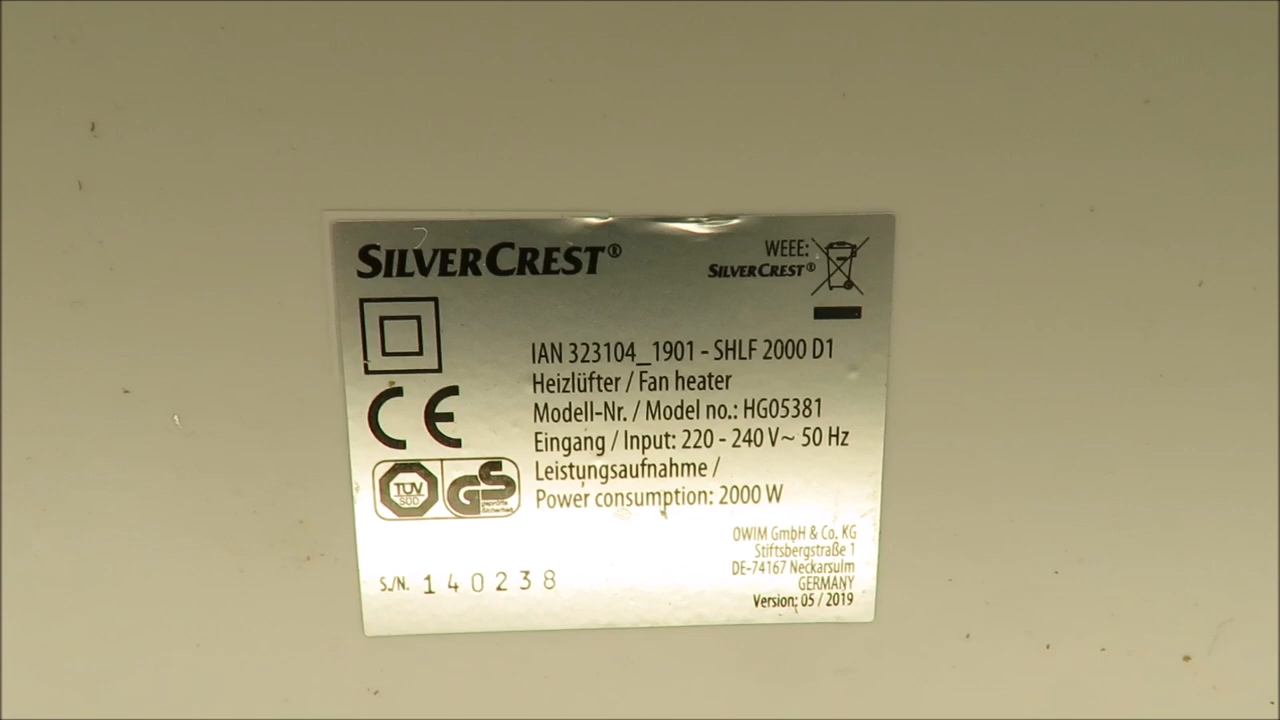 SILVERCREST®
WEEE:
SILVERCREST®
IAN 323104_1901 - SHLF 2000 D1
Heizlüfter / Fan heater
Modell-Nr. / Model no.: HG05381
Eingang / Input: 220 - 240 V~ 50 Hz
Leistungsaufnahme /
Power consumption: 2000 W
CE
TÜV
SÜD
GS
geprüfte
Sicherheit
OWIM GmbH & Co. KG
Stiftsbergstraße 1
DE-74167 Neckarsulm
GERMANY
Version: 05 / 2019
S./N. 140238